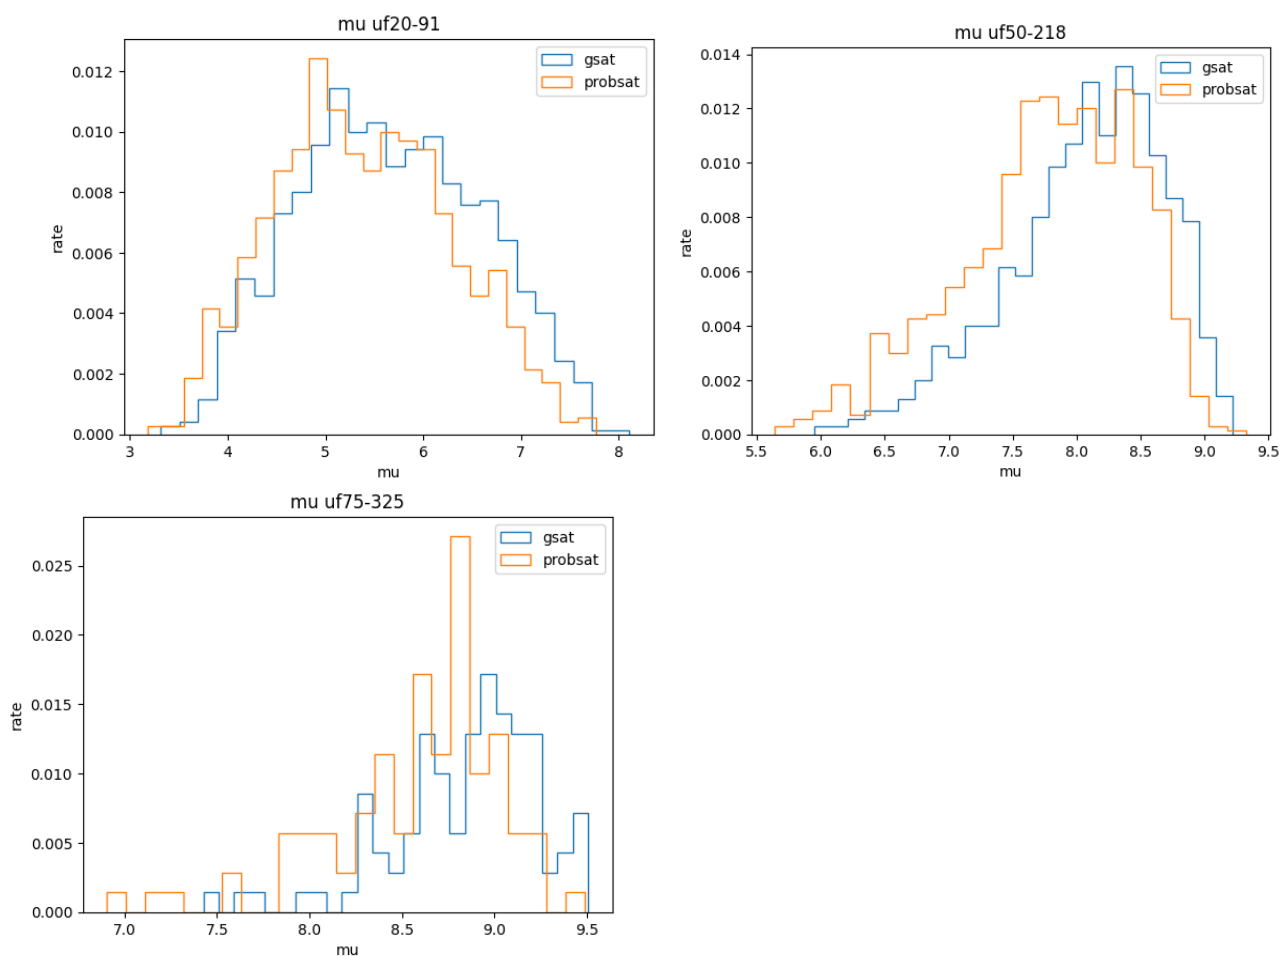 mu uf20-91
gsat
probsat
0.012
0.010
0.008
0.006
0.004
0.002
0.000
rate
3 4 5 6 7 8
mu
mu uf50-218
gsat
probsat
0.014
0.012
0.010
0.008
0.006
0.004
0.002
0.000
rate
5.5 6.0 6.5 7.0 7.5 8.0 8.5 9.0 9.5
mu
mu uf75-325
gsat
probsat
0.025
0.020
0.015
0.010
0.005
0.000
rate
7.0 7.5 8.0 8.5 9.0 9.5
mu